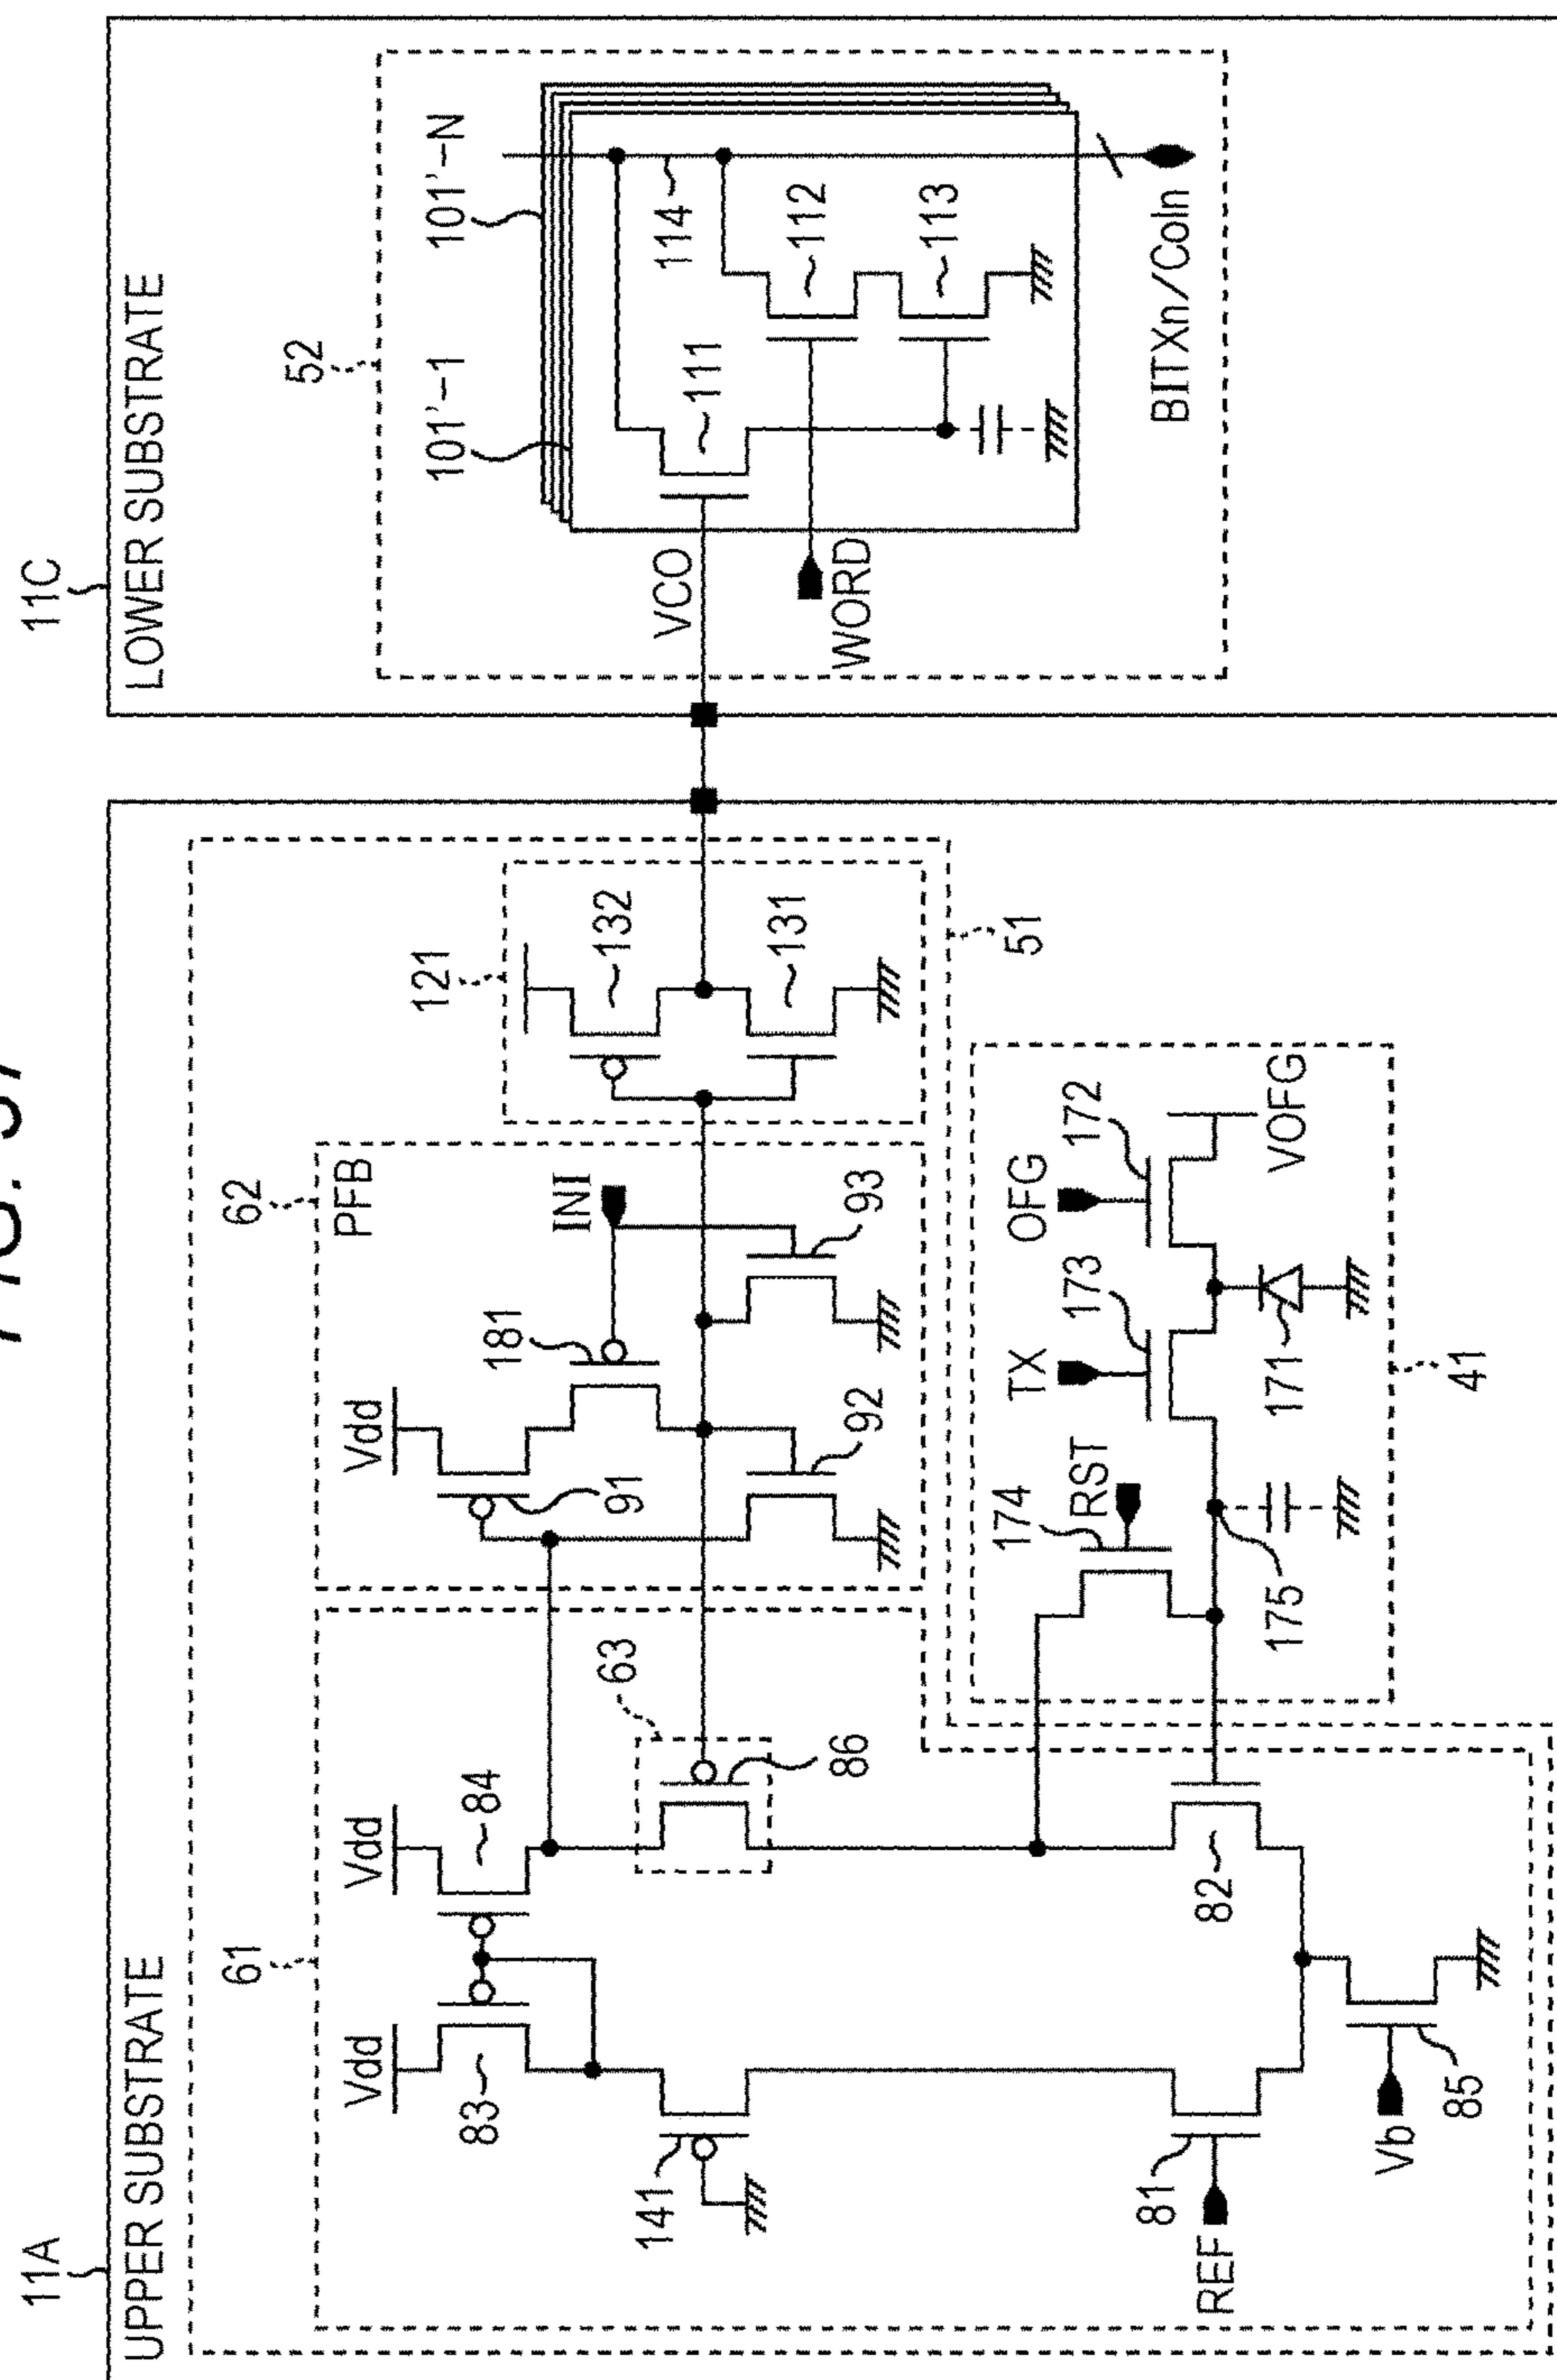 FIG. 37
11A
UPPER SUBSTRATE
11C
LOWER SUBSTRATE
61
Vdd
Vdd
83
84
63
86
141
REF
81
82
Vb
85
62
PFB
Vdd
91
181
INI
92
93
121
132
131
51
174
RST
TX
173
OFG
172
175
171
VOFG
41
52
101'-1
101'-N
VCO
111
114
112
113
WORD
BITXn/Coln